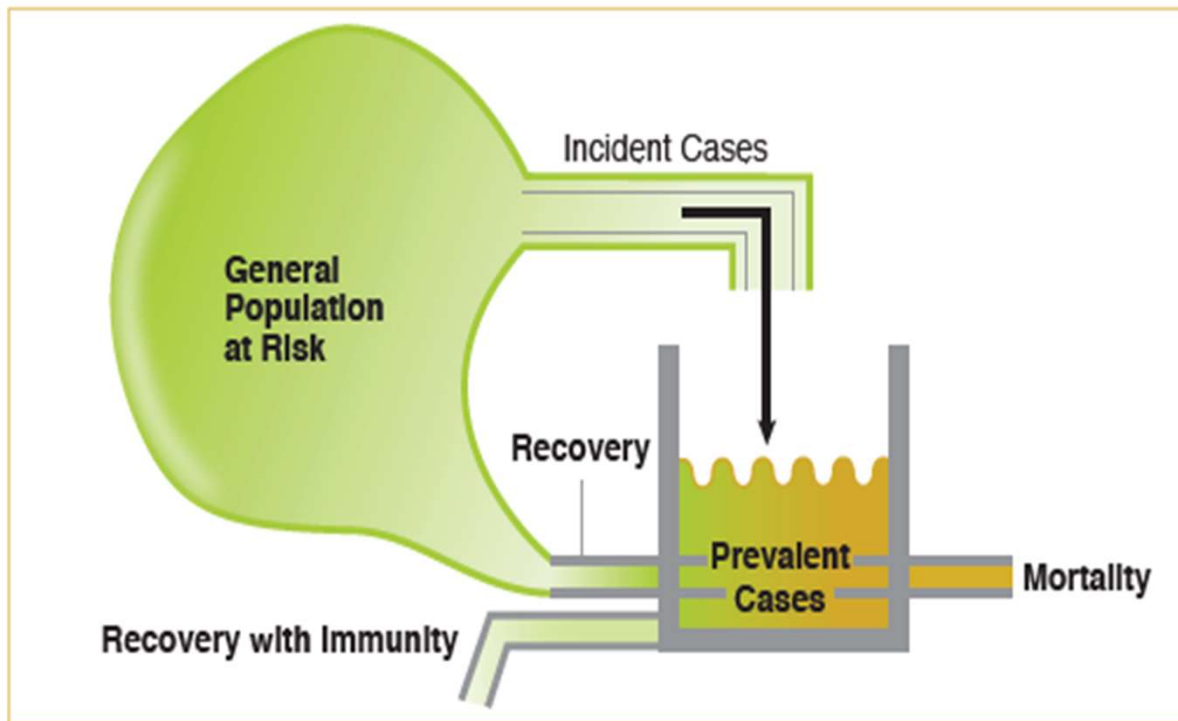 Incident Cases
General
Population
at Risk
Recovery
Prevalent
Cases
Mortality
Recovery with Immunity